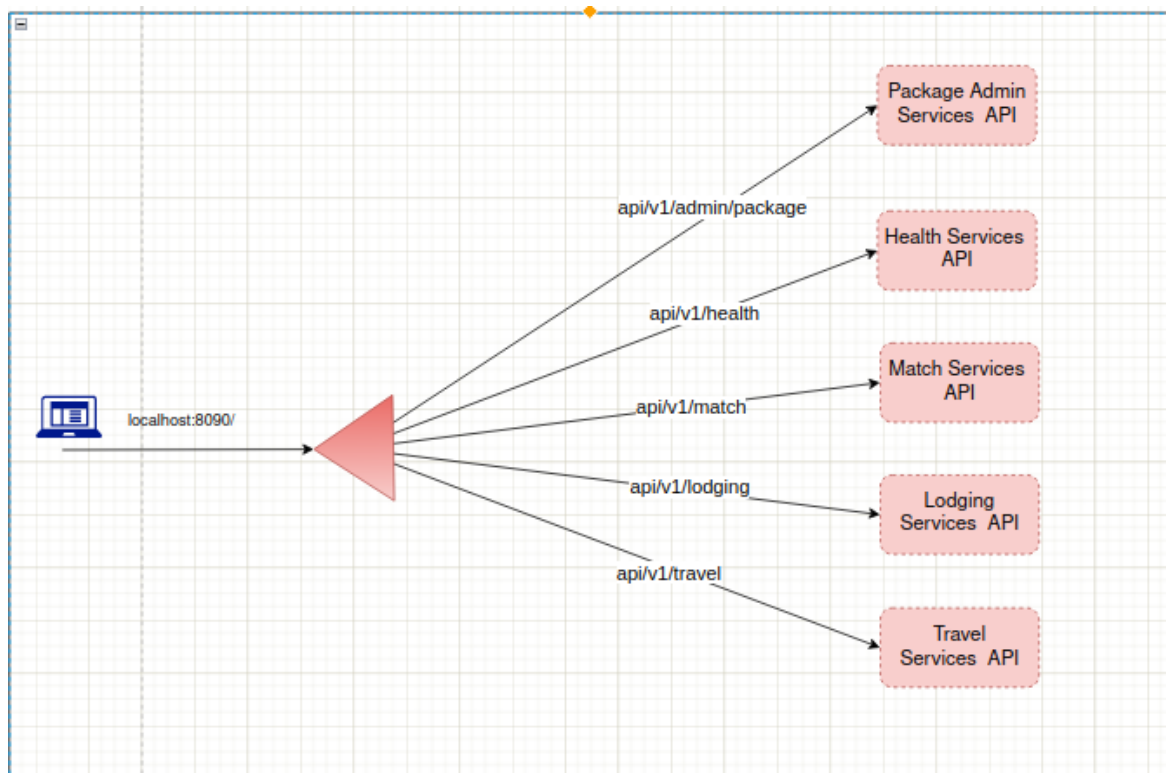 Package Admin
Services API
api/v1/admin/package
Health Services
API
api/v1/health
Match Services
API
api/v1/match
localhost:8090/
api/v1/lodging
Lodging
Services API
api/v1/travel
Travel
Services API